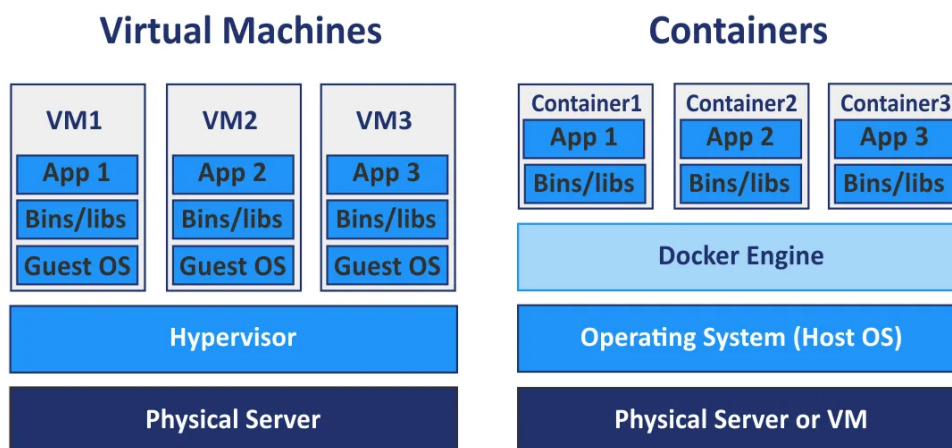 Virtual Machines
VM1
App 1
Bins/libs
Guest OS
VM2
App 2
Bins/libs
Guest OS
VM3
App 3
Bins/libs
Guest OS
Hypervisor
Physical Server
Containers
Container1
App 1
Bins/libs
Container2
App 2
Bins/libs
Container3
App 3
Bins/libs
Docker Engine
Operating System (Host OS)
Physical Server or VM